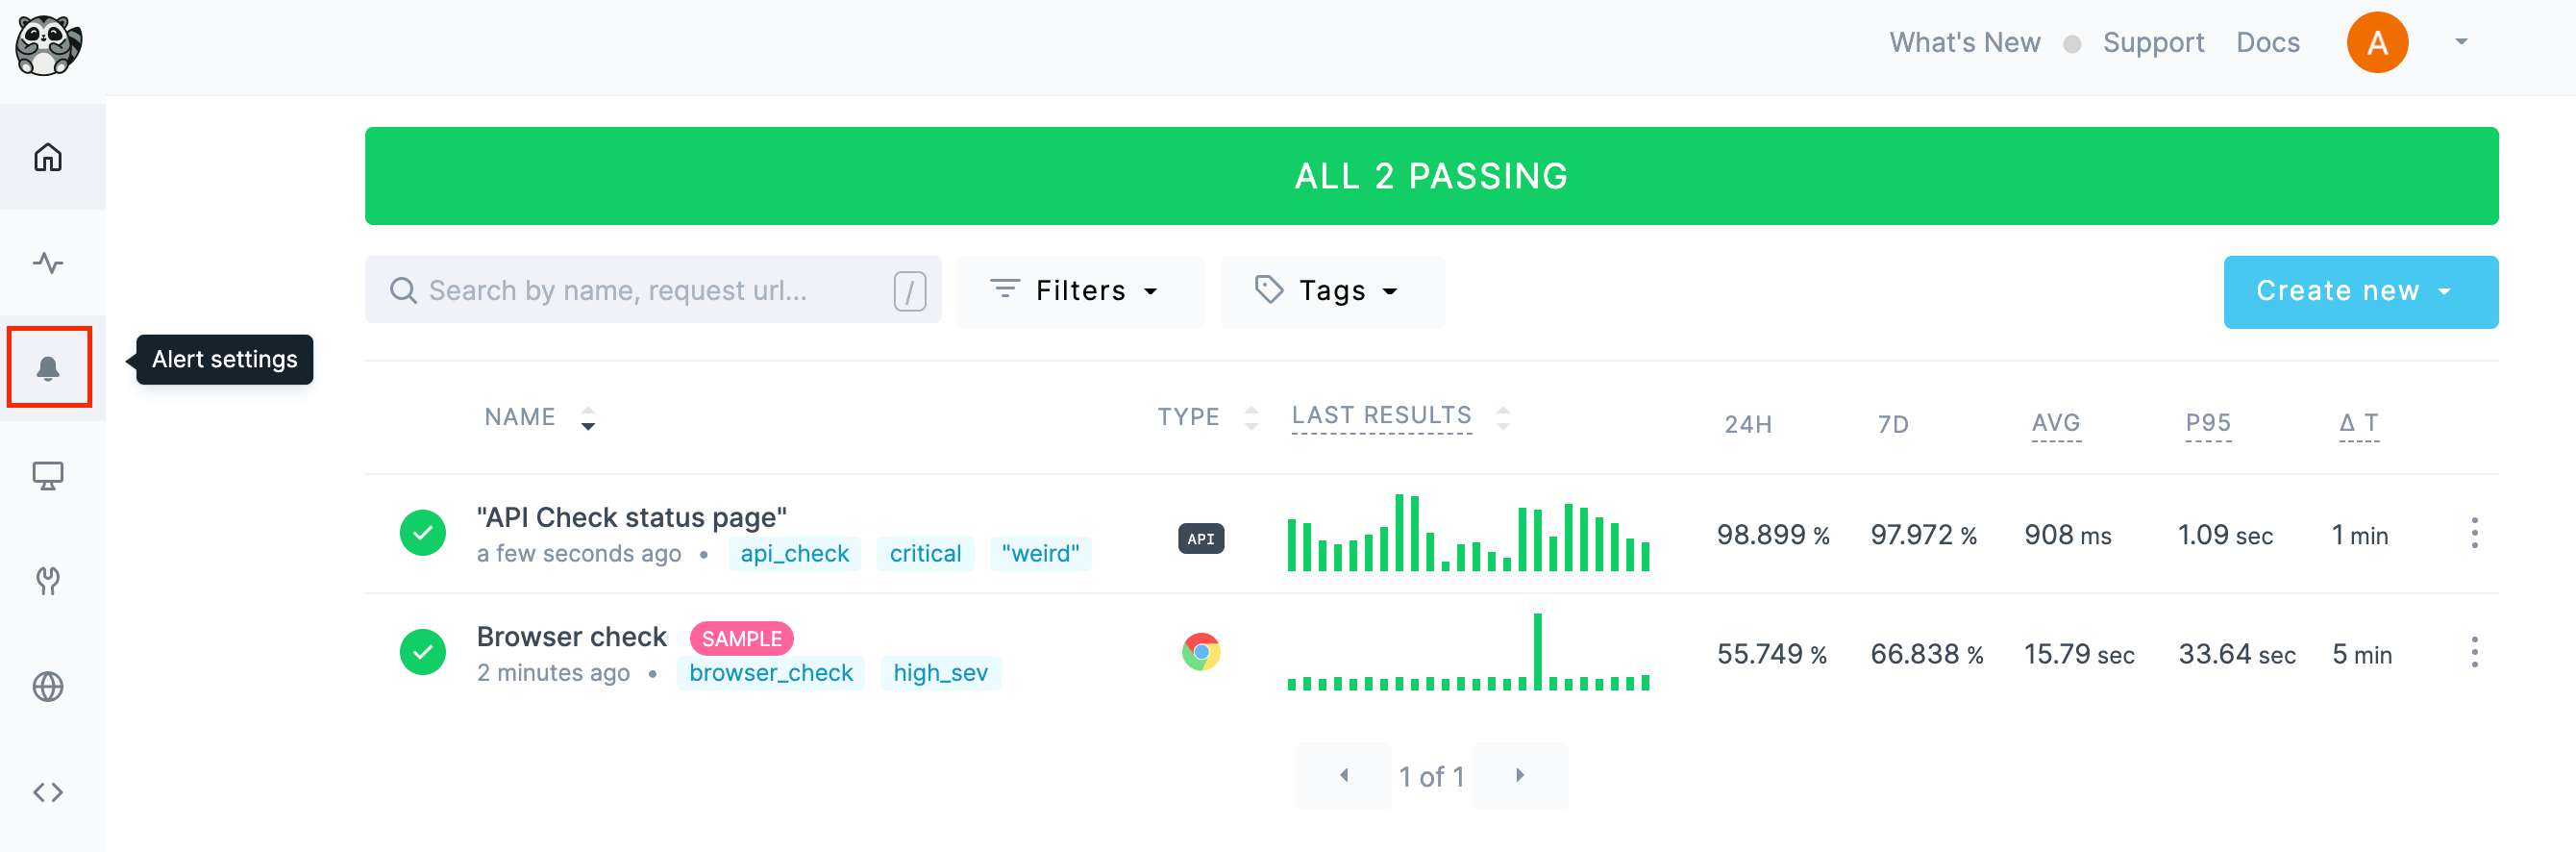 What's New Support Docs A
ALL 2 PASSING
Search by name, request url... / Filters Tags Create new
Alert settings
NAME TYPE LAST RESULTS 24H 7D AVG P95 Δ T
"API Check status page"
a few seconds ago • api_check critical "weird" API 98.899 % 97.972 % 908 ms 1.09 sec 1 min
Browser check SAMPLE
2 minutes ago • browser_check high_sev 55.749 % 66.838 % 15.79 sec 33.64 sec 5 min
1 of 1